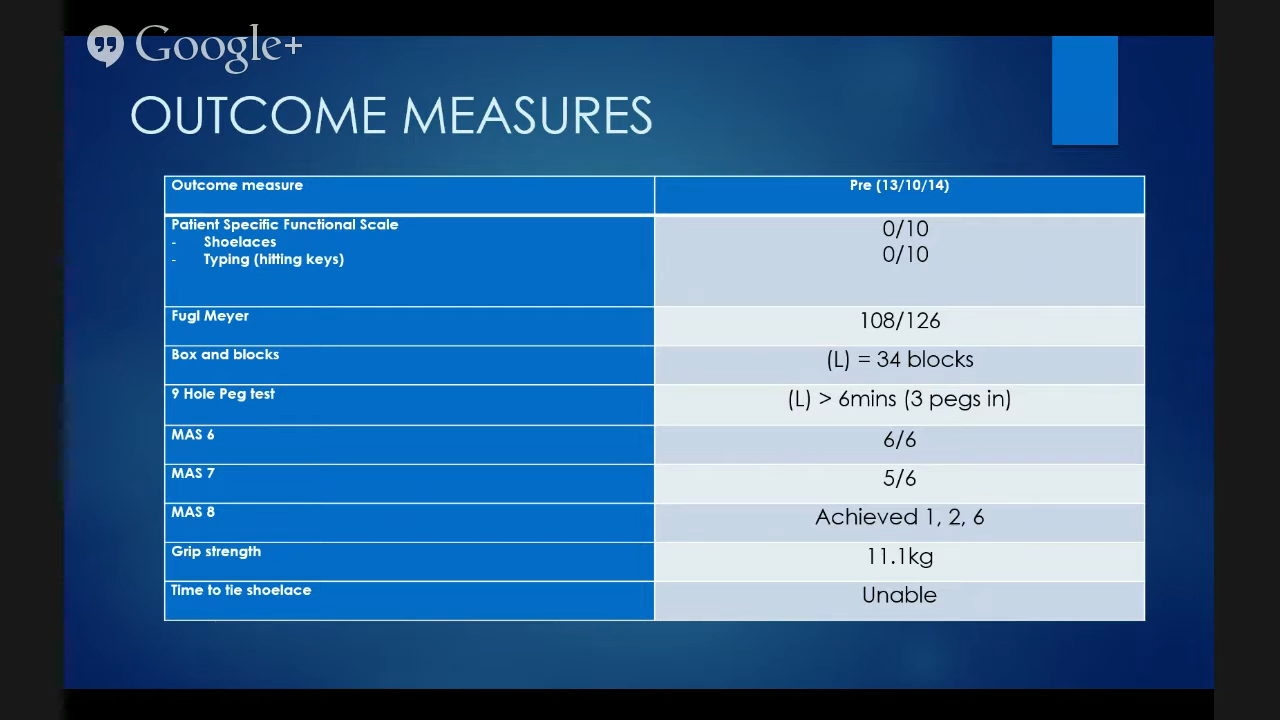 Google+
OUTCOME MEASURES
Outcome measure Pre (13/10/14)
Patient Specific Functional Scale 0/10
- Shoelaces 0/10
- Typing (hitting keys)
Fugl Meyer 108/126
Box and blocks (L) = 34 blocks
9 Hole Peg test (L) > 6mins (3 pegs in)
MAS 6 6/6
MAS 7 5/6
MAS 8 Achieved 1, 2, 6
Grip strength 11.1kg
Time to tie shoelace Unable